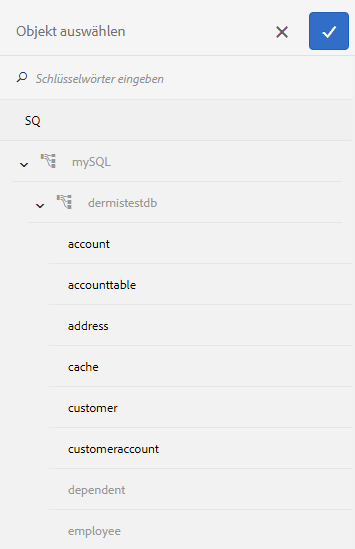 Objekt auswählen
Schlüsselwörter eingeben
SQ
mySQL
dermistestdb
account
accounttable
address
cache
customer
customeraccount
dependent
employee